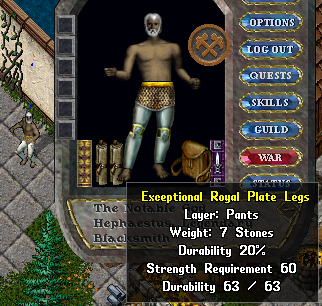 OPTIONS
LOG OUT
QUESTS
SKILLS
GUILD
WAR
STATUS
The Notable
Hephaestus
Blacksmith
Exceptional Royal Plate Legs
Layer: Pants
Weight: 7 Stones
Durability 20%
Strength Requirement 60
Durability 63 / 63